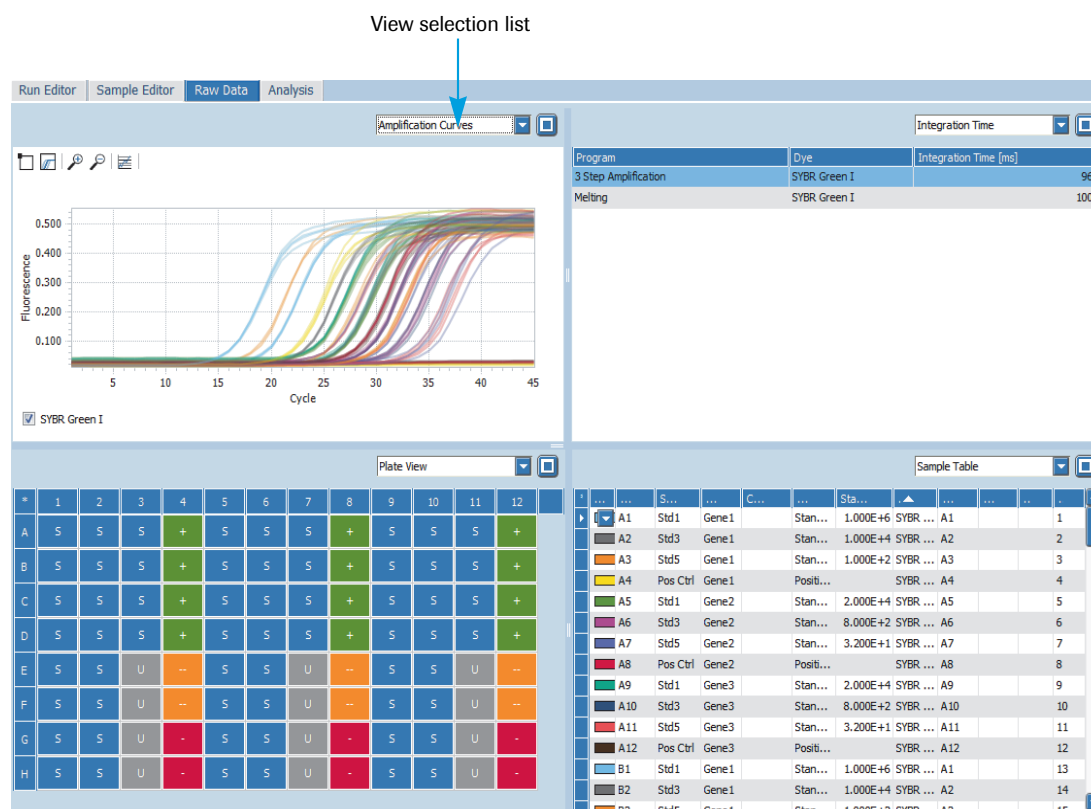 View selection list
Run Editor Sample Editor Raw Data Analysis
Amplification Curves
Integration Time
Program Dye Integration Time [ms]
3 Step Amplification SYBR Green I 96
Melting SYBR Green I 100
0.500
0.400
0.300
0.200
0.100
Fluorescence
5 10 15 20 25 30 35 40 45
Cycle
SYBR Green I
Plate View
* 1 2 3 4 5 6 7 8 9 10 11 12
A S S S + S S S + S S S +
B S S S + S S S + S S S +
C S S S + S S S + S S S +
D S S S + S S S + S S S +
E S S U -- S S U -- S S U --
F S S U -- S S U -- S S U --
G S S U - S S U - S S U -
H S S U - S S U - S S U -
Sample Table
* ... ... S... ... C... ... Sta... . ... ... .. .
A1 Std1 Gene1 Stan... 1.000E+6 SYBR ... A1 1
A2 Std3 Gene1 Stan... 1.000E+4 SYBR ... A2 2
A3 Std5 Gene1 Stan... 1.000E+2 SYBR ... A3 3
A4 Pos Ctrl Gene1 Positi... SYBR ... A4 4
A5 Std1 Gene2 Stan... 2.000E+4 SYBR ... A5 5
A6 Std3 Gene2 Stan... 8.000E+2 SYBR ... A6 6
A7 Std5 Gene2 Stan... 3.200E+1 SYBR ... A7 7
A8 Pos Ctrl Gene2 Positi... SYBR ... A8 8
A9 Std1 Gene3 Stan... 2.000E+4 SYBR ... A9 9
A10 Std3 Gene3 Stan... 8.000E+2 SYBR ... A10 10
A11 Std5 Gene3 Stan... 3.200E+1 SYBR ... A11 11
A12 Pos Ctrl Gene3 Positi... SYBR ... A12 12
B1 Std1 Gene1 Stan... 1.000E+6 SYBR ... A1 13
B2 Std3 Gene1 Stan... 1.000E+4 SYBR ... A2 14